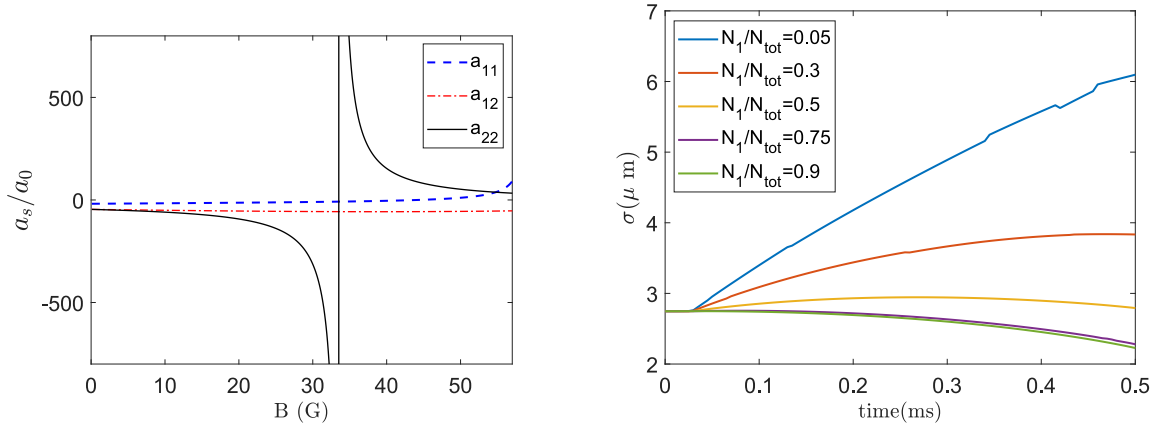 500
0
-500
a_s/a_0
0
10
20
30
40
50
B (G)
a_11
a_12
a_22
7
6
5
4
3
2
σ(μ m)
0
0.1
0.2
0.3
0.4
0.5
time(ms)
N_1/N_tot=0.05
N_1/N_tot=0.3
N_1/N_tot=0.5
N_1/N_tot=0.75
N_1/N_tot=0.9